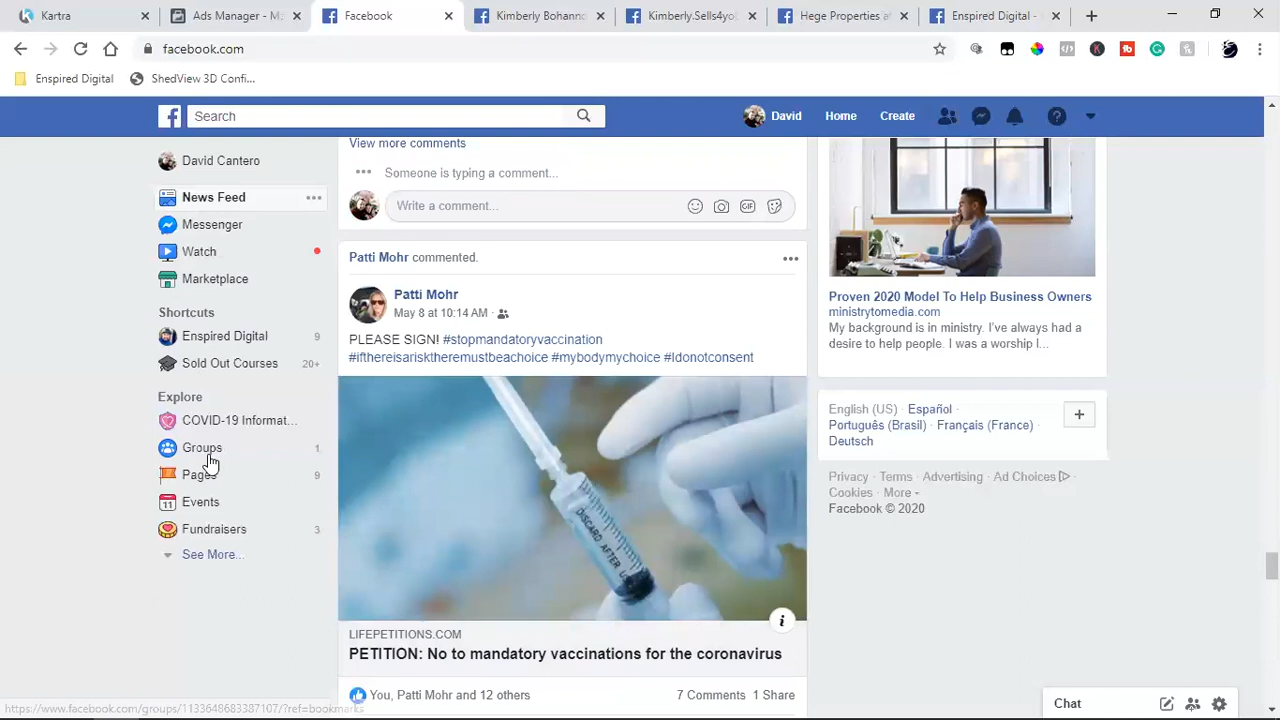 Kartra
Ads Manager - M
Facebook
Kimberly Bohann
Kimberly.Sells4yo
Hege Properties a
Enspired Digital -
facebook.com
Enspired Digital
ShedView 3D Confi...
Search
David
Home
Create
David Cantero
News Feed
Messenger
Watch
Marketplace
Shortcuts
Enspired Digital 9
Sold Out Courses 20+
Explore
COVID-19 Informat...
Groups 1
Pages 9
Events
Fundraisers 3
See More...
https://www.facebook.com/groups/1133648683387107/?ref=bookmarks
View more comments
Someone is typing a comment...
Write a comment...
GIF
Patti Mohr commented.
Patti Mohr
May 8 at 10:14 AM ·
PLEASE SIGN! #stopmandatoryvaccination
#ifthereisarisktheremustbeachoice #mybodymychoice #Idonotconsent
DISCARD AFTER
LIFEPETITIONS.COM
PETITION: No to mandatory vaccinations for the coronavirus
You, Patti Mohr and 12 others
7 Comments 1 Share
Proven 2020 Model To Help Business Owners
ministrytomedia.com
My background is in ministry. I've always had a
desire to help people. I was a worship l...
English (US) · Español ·
Português (Brasil) · Français (France) ·
Deutsch
Privacy · Terms · Advertising · Ad Choices ·
Cookies · More
Facebook © 2020
Chat